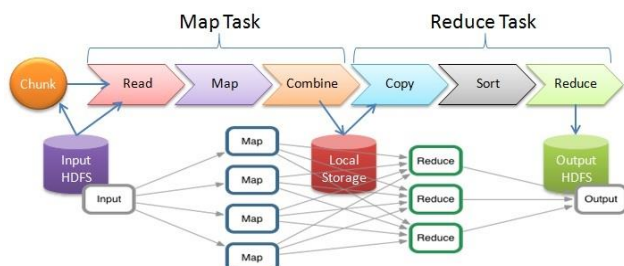 Map Task
Reduce Task
Chunk
Read
Map
Combine
Copy
Sort
Reduce
Input
HDFS
Local
Storage
Output
HDFS
Input
Map
Map
Map
Map
Reduce
Reduce
Reduce
Output